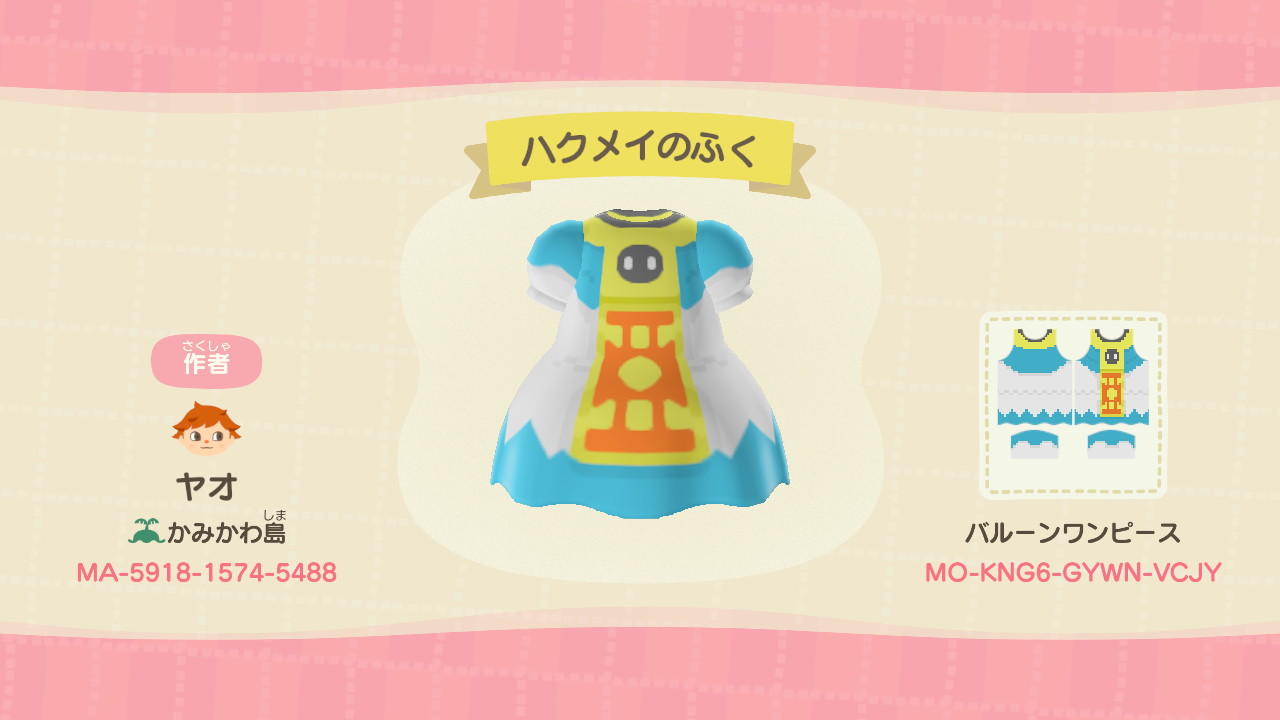 ハクメイのふく
さくしゃ
作者
ヤオ
しま
かみかわ島
MA-5918-1574-5488
バルーンワンピース
MO-KNG6-GYWN-VCJY